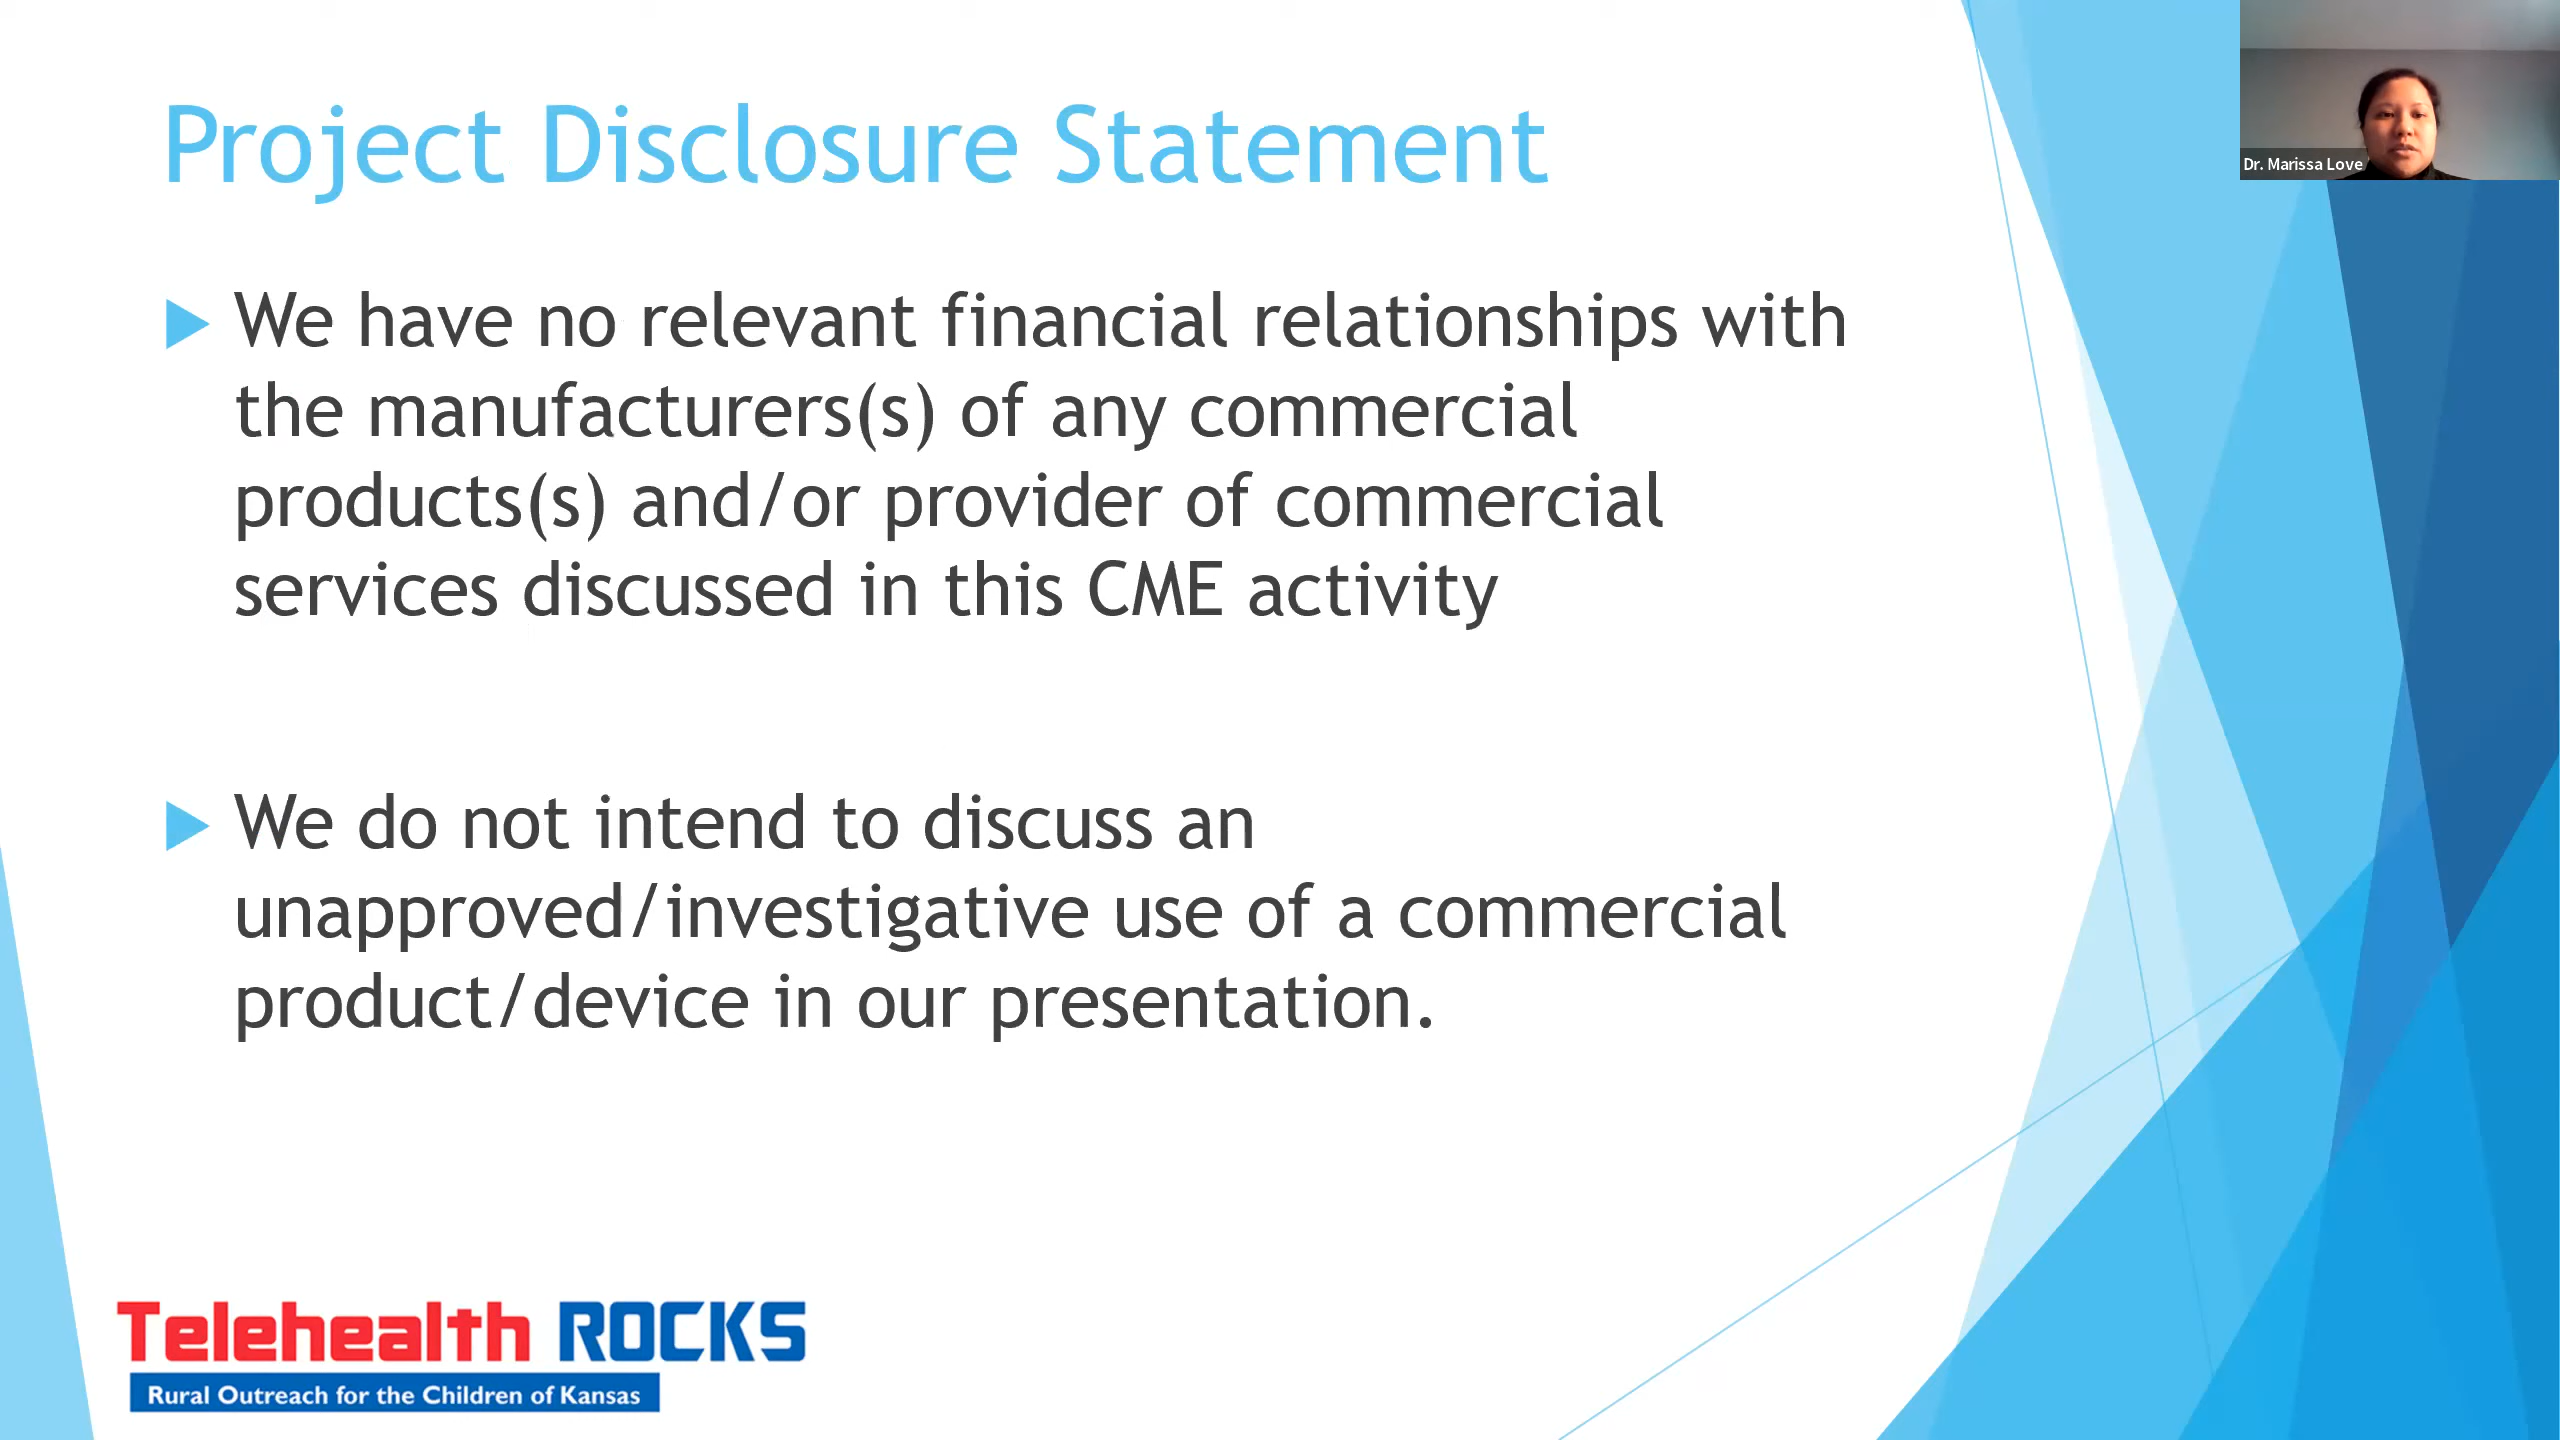 Project Disclosure Statement
We have no relevant financial relationships with
the manufacturers(s) of any commercial
products(s) and/or provider of commercial
services discussed in this CME activity
We do not intend to discuss an
unapproved/investigative use of a commercial
product/device in our presentation.
Telehealth ROCKS
Rural Outreach for the Children of Kansas
Dr. Marissa Love